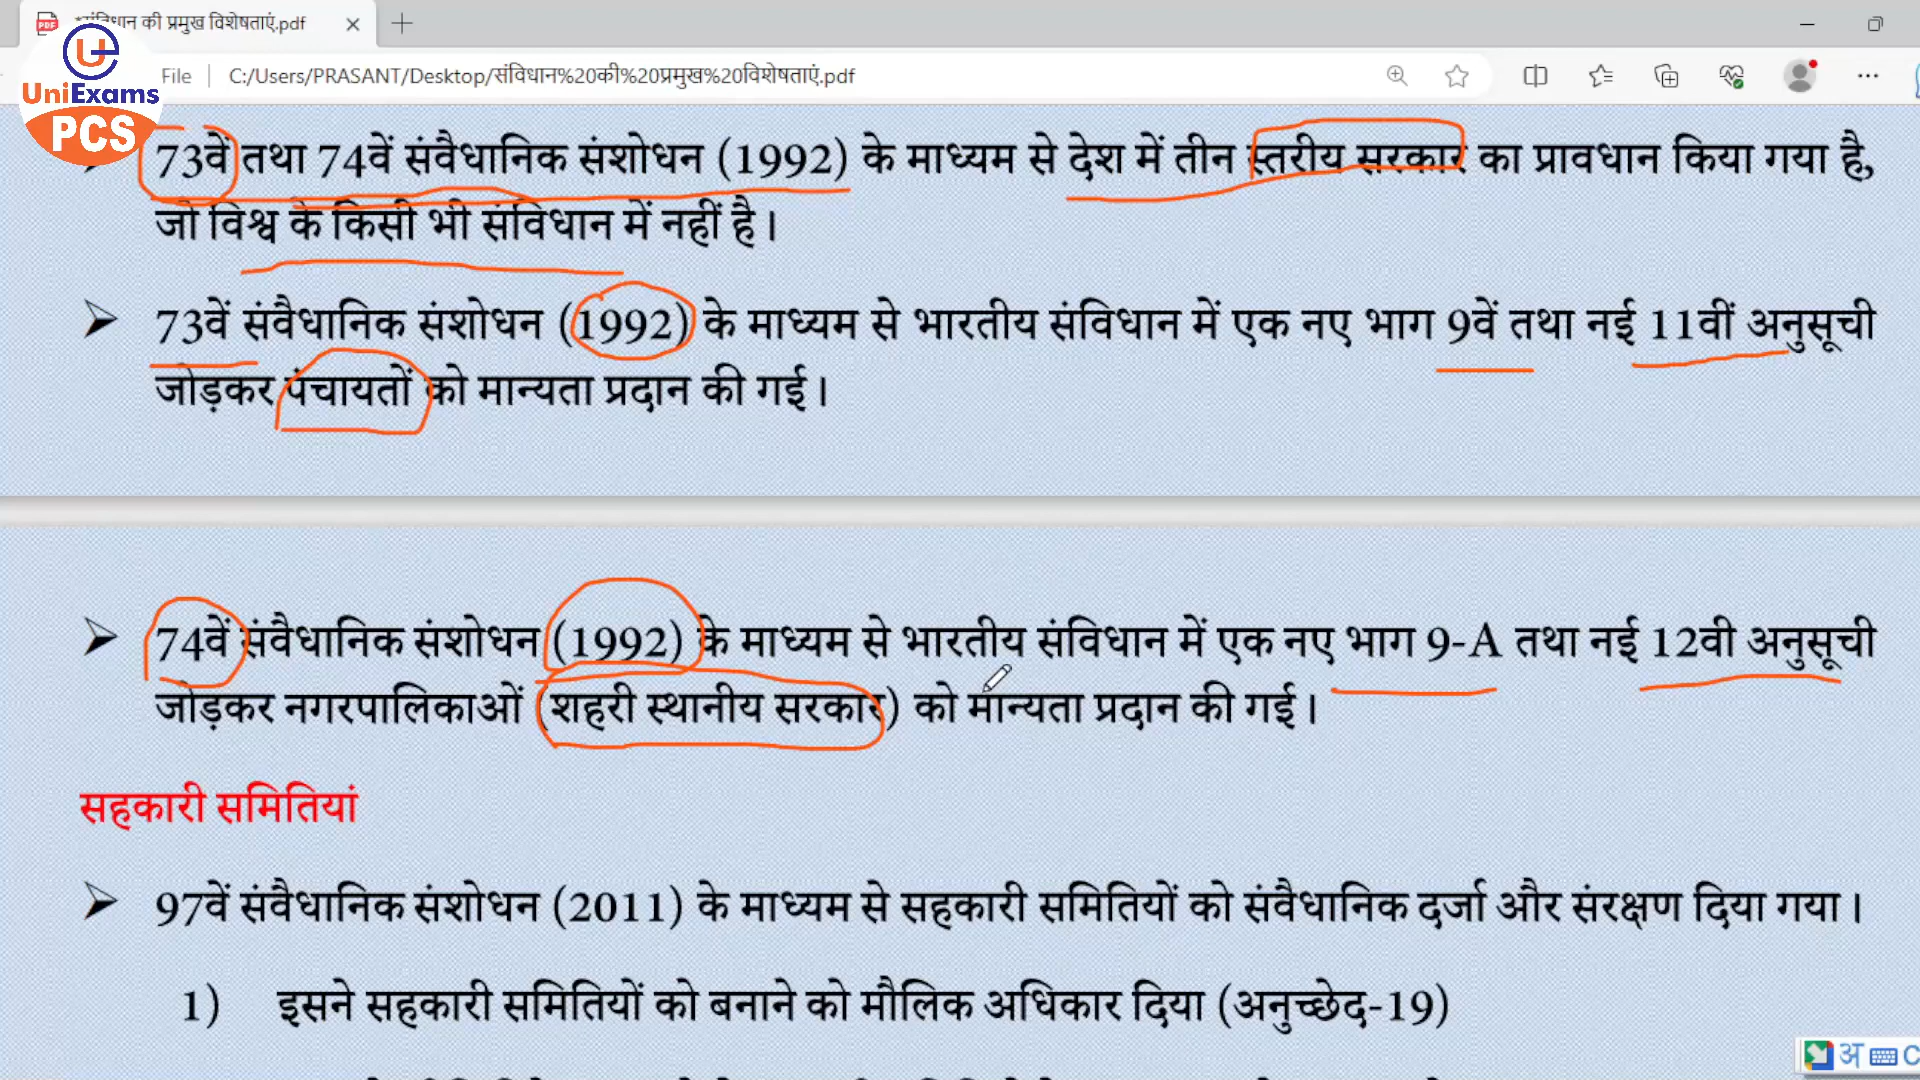 संविधान की प्रमुख विशेषताएं.pdf
UniExams
PCS
File
C:/Users/PRASANT/Desktop/संविधान%20की%20प्रमुख%20विशेषताएं.pdf
73वें तथा 74वें संवैधानिक संशोधन (1992) के माध्यम से देश में तीन स्तरीय सरकार का प्रावधान किया गया है,
जो विश्व के किसी भी संविधान में नहीं है।
73वें संवैधानिक संशोधन (1992) के माध्यम से भारतीय संविधान में एक नए भाग 9वें तथा नई 11वीं अनुसूची
जोड़कर पंचायतों को मान्यता प्रदान की गई।
74वें संवैधानिक संशोधन (1992) के माध्यम से भारतीय संविधान में एक नए भाग 9-A तथा नई 12वी अनुसूची
जोड़कर नगरपालिकाओं (शहरी स्थानीय सरकार) को मान्यता प्रदान की गई।
सहकारी समितियां
97वें संवैधानिक संशोधन (2011) के माध्यम से सहकारी समितियों को संवैधानिक दर्जा और संरक्षण दिया गया।
1) इसने सहकारी समितियों को बनाने को मौलिक अधिकार दिया (अनुच्छेद-19)
अ